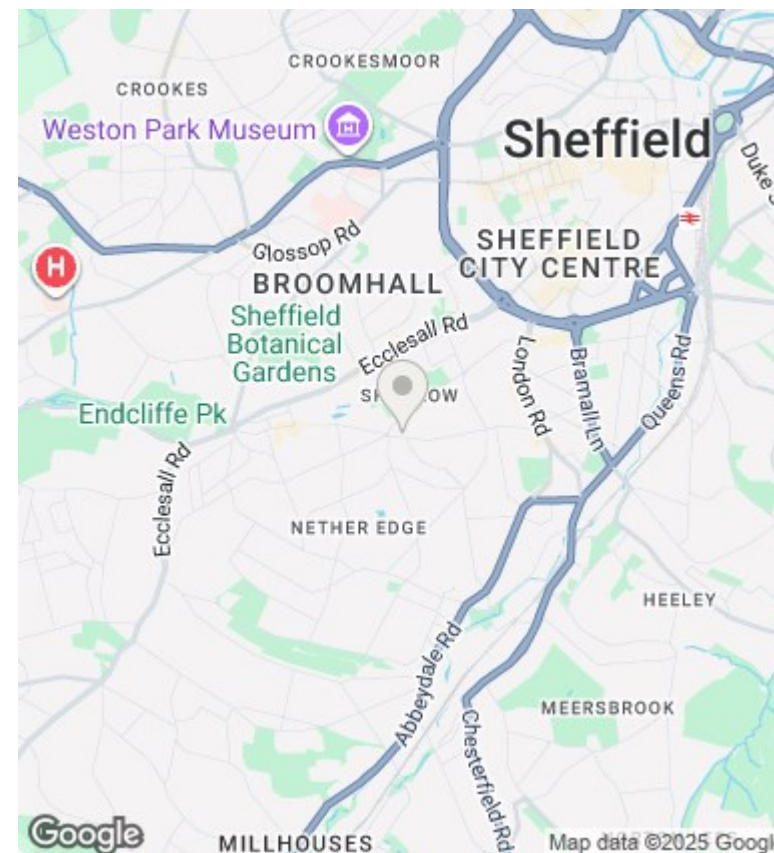 CROOKESMOOR
CROOKES
Weston Park Museum
Sheffield
Duke S
Glossop Rd
SHEFFIELD
CITY CENTRE
H
BROOMHALL
Sheffield
Botanical
Gardens
Ecclesall Rd
London Rd
Bramall Ln
Queens Rd
Endcliffe Pk
Ecclesall Rd
NETHER EDGE
HEELEY
Abbeydale Rd
MEERSBROOK
Chesterfield Rd
Google
MILLHOUSES
Map data ©2025 Googl